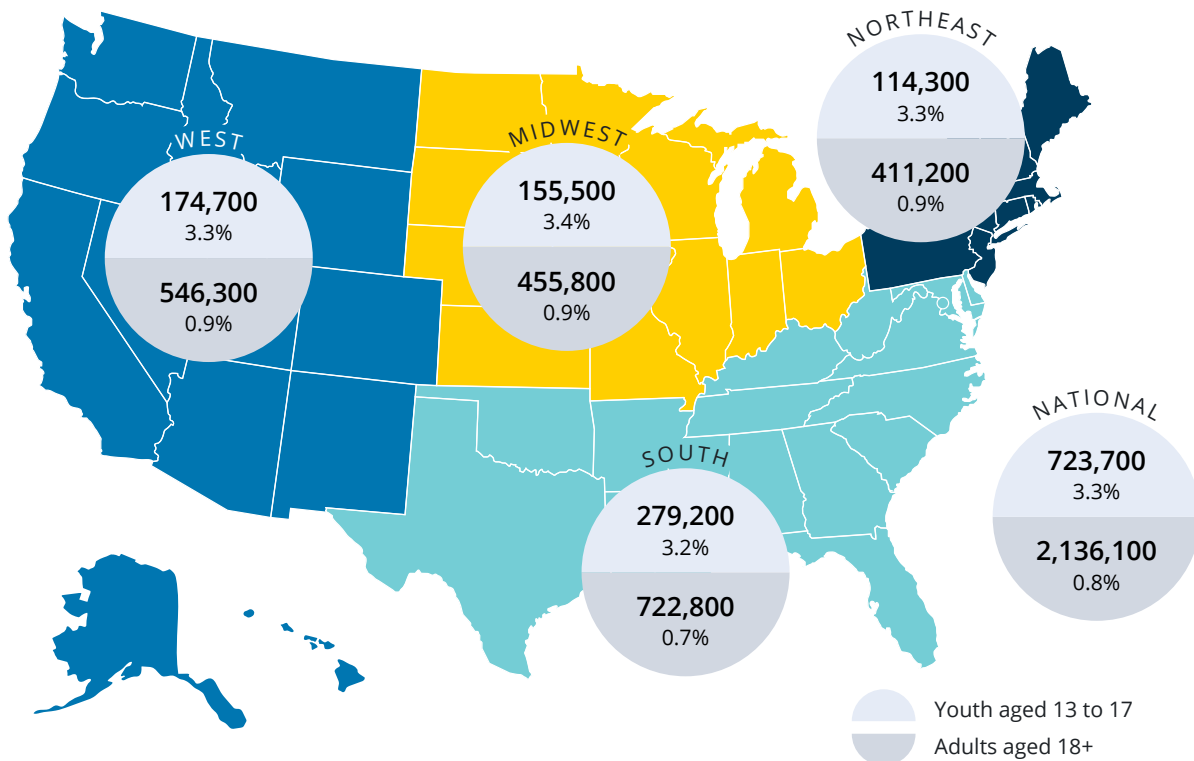 NORTHEAST
114,300
3.3%
411,200
0.9%
WEST
174,700
3.3%
546,300
0.9%
MIDWEST
155,500
3.4%
455,800
0.9%
SOUTH
279,200
3.2%
722,800
0.7%
NATIONAL
723,700
3.3%
2,136,100
0.8%
Youth aged 13 to 17
Adults aged 18+